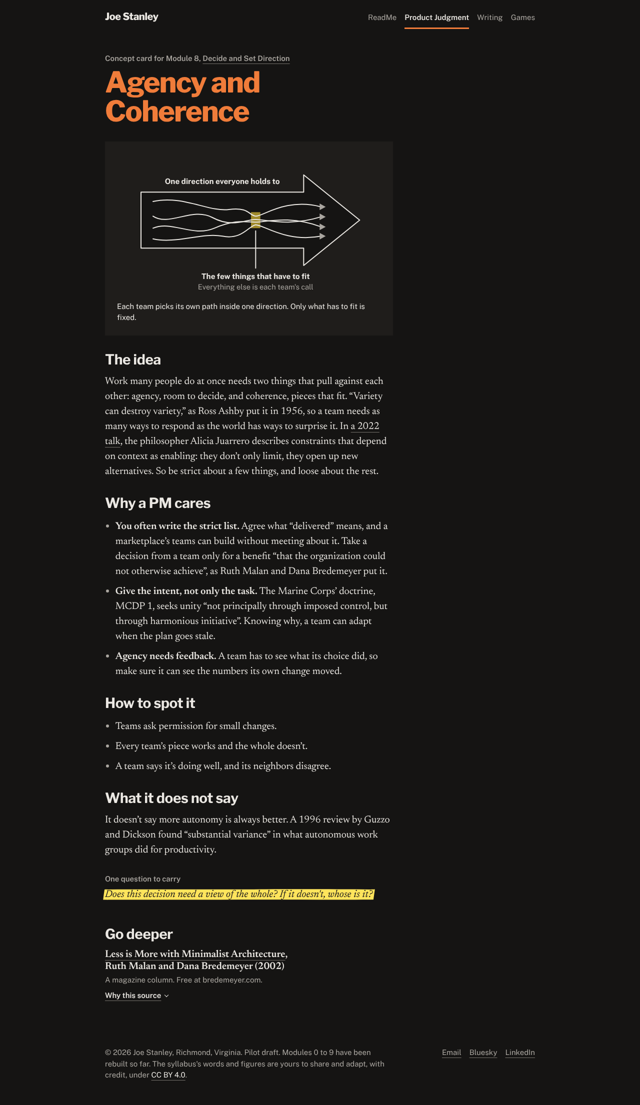 Joe Stanley
ReadMe Product Judgment Writing Games
Concept card for Module 8, Decide and Set Direction
Agency and
Coherence
One direction everyone holds to
The few things that have to fit
Everything else is each team's call
Each team picks its own path inside one direction. Only what has to fit is
fixed.
The idea
Work many people do at once needs two things that pull against each
other: agency, room to decide, and coherence, pieces that fit. “Variety
can destroy variety,” as Ross Ashby put it in 1956, so a team needs as
many ways to respond as the world has ways to surprise it. In a 2022
talk, the philosopher Alicia Juarrero describes constraints that depend
on context as enabling: they don’t only limit, they open up new
alternatives. So be strict about a few things, and loose about the rest.
Why a PM cares
• You often write the strict list. Agree what “delivered” means, and a
marketplace’s teams can build without meeting about it. Take a
decision from a team only for a benefit “that the organization could
not otherwise achieve”, as Ruth Malan and Dana Bredemeyer put it.
• Give the intent, not only the task. The Marine Corps’ doctrine,
MCDP 1, seeks unity “not principally through imposed control, but
through harmonious initiative”. Knowing why, a team can adapt
when the plan goes stale.
• Agency needs feedback. A team has to see what its choice did, so
make sure it can see the numbers its own change moved.
How to spot it
• Teams ask permission for small changes.
• Every team’s piece works and the whole doesn’t.
• A team says it’s doing well, and its neighbors disagree.
What it does not say
It doesn’t say more autonomy is always better. A 1996 review by Guzzo
and Dickson found “substantial variance” in what autonomous work
groups did for productivity.
One question to carry
Does this decision need a view of the whole? If it doesn’t, whose is it?
Go deeper
Less is More with Minimalist Architecture,
Ruth Malan and Dana Bredemeyer (2002)
A magazine column. Free at bredemeyer.com.
Why this source
© 2026 Joe Stanley, Richmond, Virginia. Pilot draft. Modules 0 to 9 have been
rebuilt so far. The syllabus’s words and figures are yours to share and adapt, with
credit, under CC BY 4.0.
Email Bluesky LinkedIn